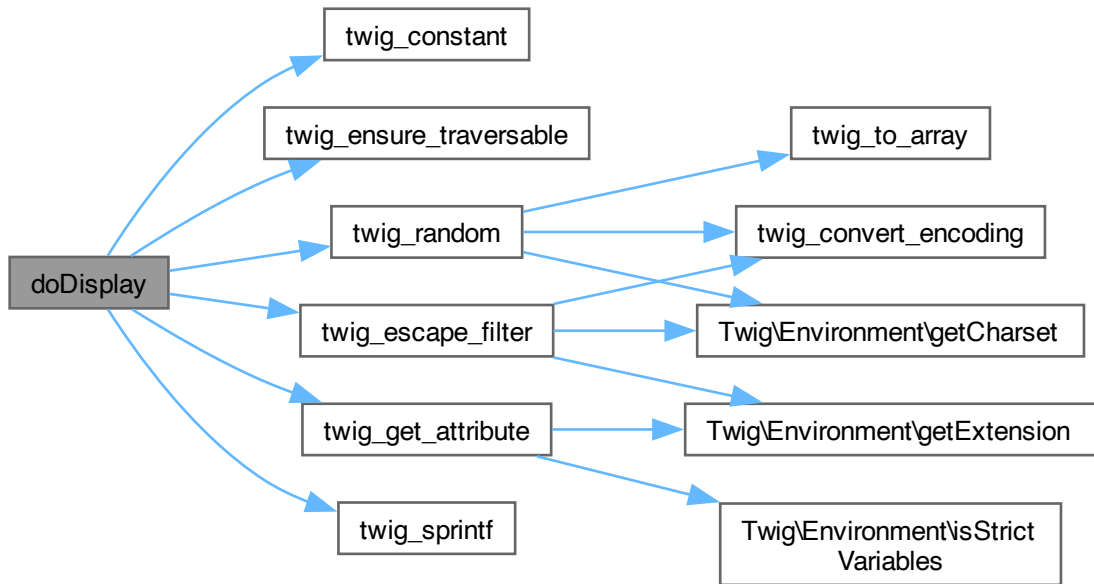 twig_constant
twig_ensure_traversable
twig_to_array
twig_random
twig_convert_encoding
doDisplay
twig_escape_filter
Twig\Environment\getCharset
twig_get_attribute
Twig\Environment\getExtension
twig_sprintf
Twig\Environment\isStrict
Variables